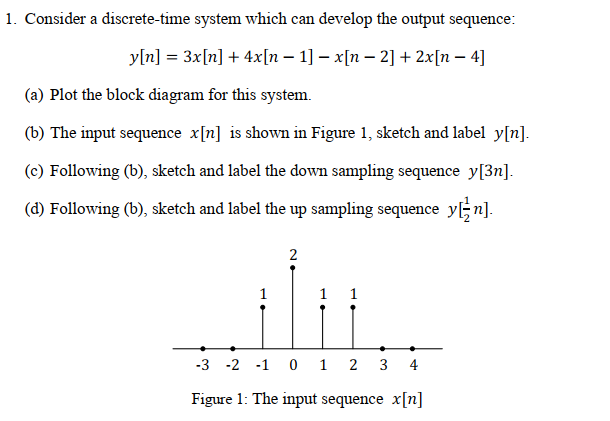 1. Consider a discrete-time system which can develop the output sequence:
y[n] = 3x[n] + 4x[n − 1] − x[n − 2] + 2x[n − 4]
(a) Plot the block diagram for this system.
(b) The input sequence x[n] is shown in Figure 1, sketch and label y[n].
(c) Following (b), sketch and label the down sampling sequence y[3n].
(d) Following (b), sketch and label the up sampling sequence y[½n].
2
1 1 1
-3 -2 -1 0 1 2 3 4
Figure 1: The input sequence x[n]